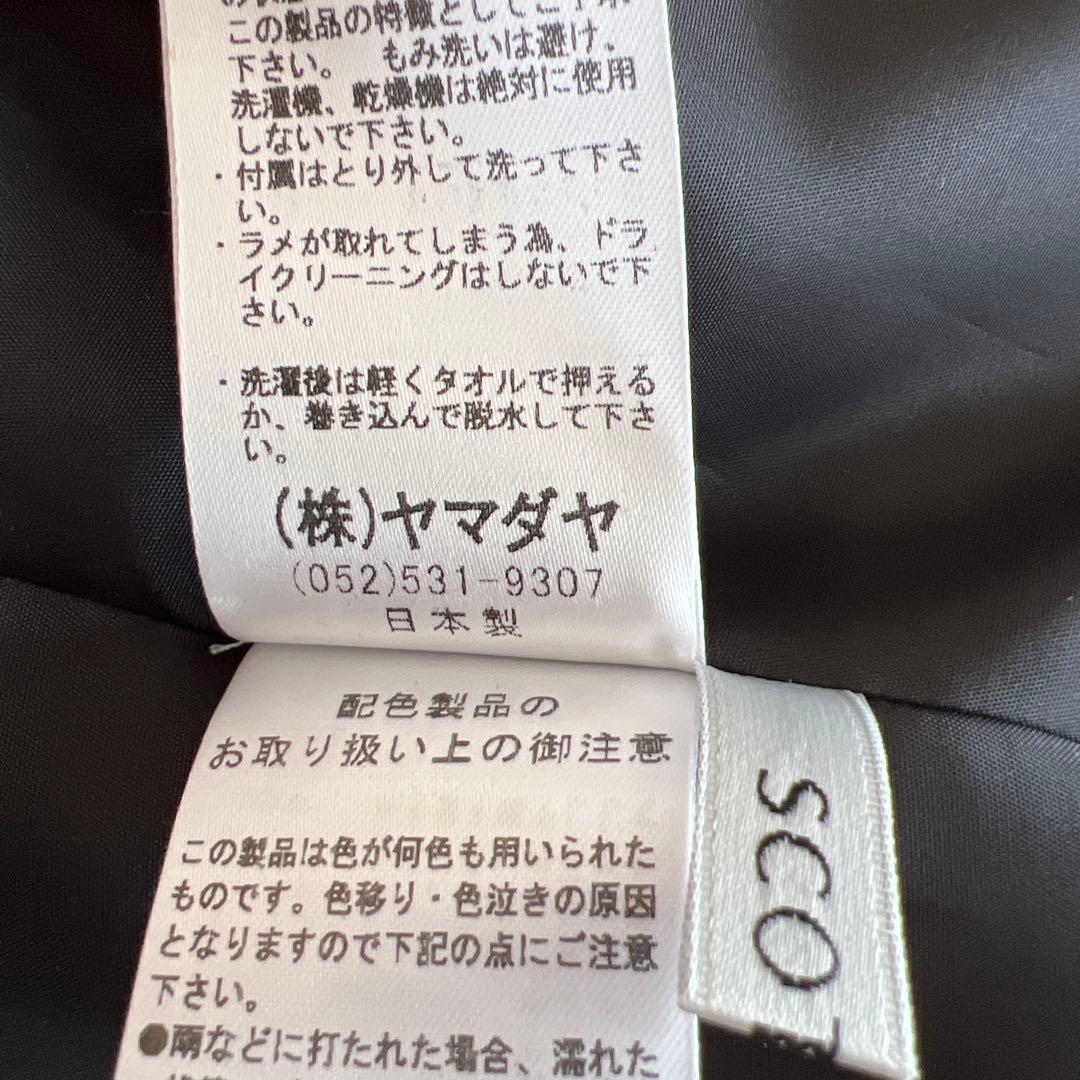 この製品の特徴としてご了承
下さい。 もみ洗いは避け、
洗濯機、乾燥機は絶対に使用
しないで下さい。
・付属はとり外して洗って下さ
い。
・ラメが取れてしまう為、ドラ
イクリーニングはしないで下
さい。
・洗濯後は軽くタオルで押える
か、巻き込んで脱水して下さ
い。
(株)ヤマダヤ
(052)531-9307
日本製
配色製品の
お取り扱い上の御注意
この製品は色が何色も用いられた
ものです。色移り・色泣きの原因
となりますので下記の点にご注意
下さい。
●雨などに打たれた場合、濡れた
SCO